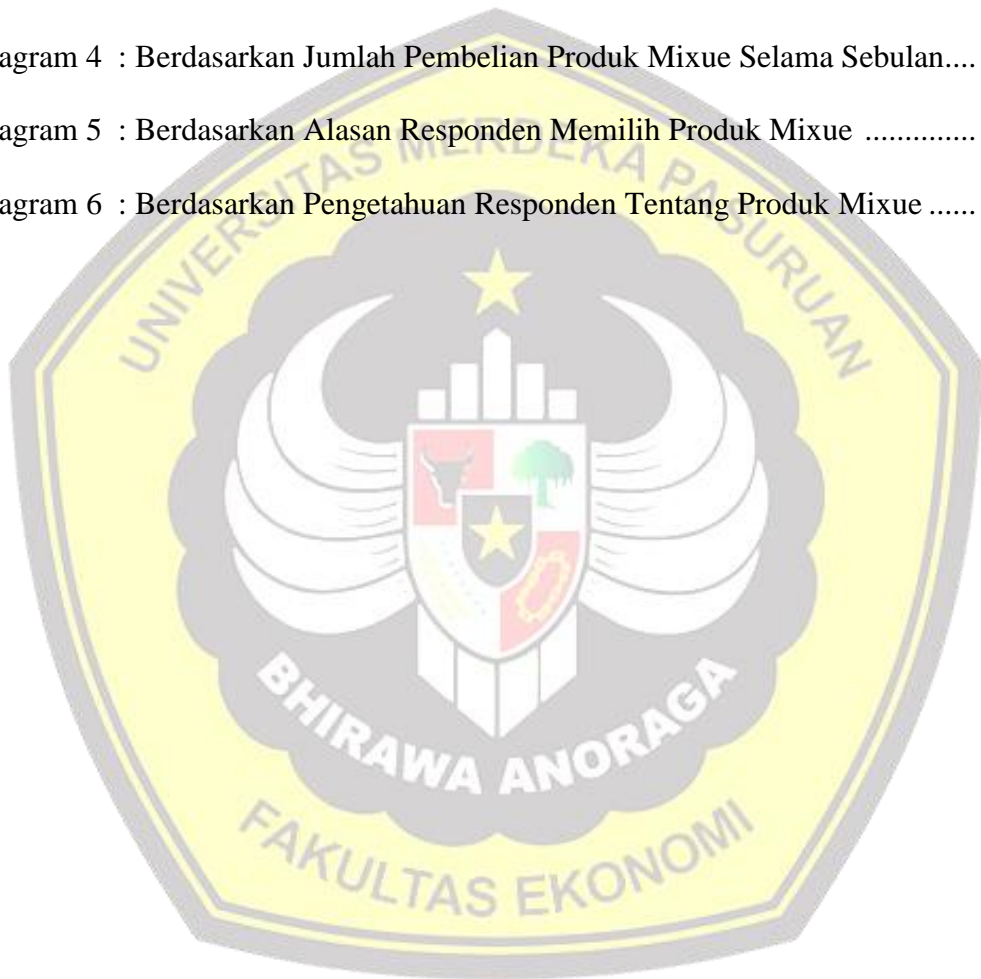 agram 4 : Berdasarkan Jumlah Pembelian Produk Mixue Selama Sebulan....
agram 5 : Berdasarkan Alasan Responden Memilih Produk Mixue ..............
agram 6 : Berdasarkan Pengetahuan Responden Tentang Produk Mixue ......
UNIVERSITAS MERDEKA PASURUAN
BHIRAWA ANORAGA
FAKULTAS EKONOMI